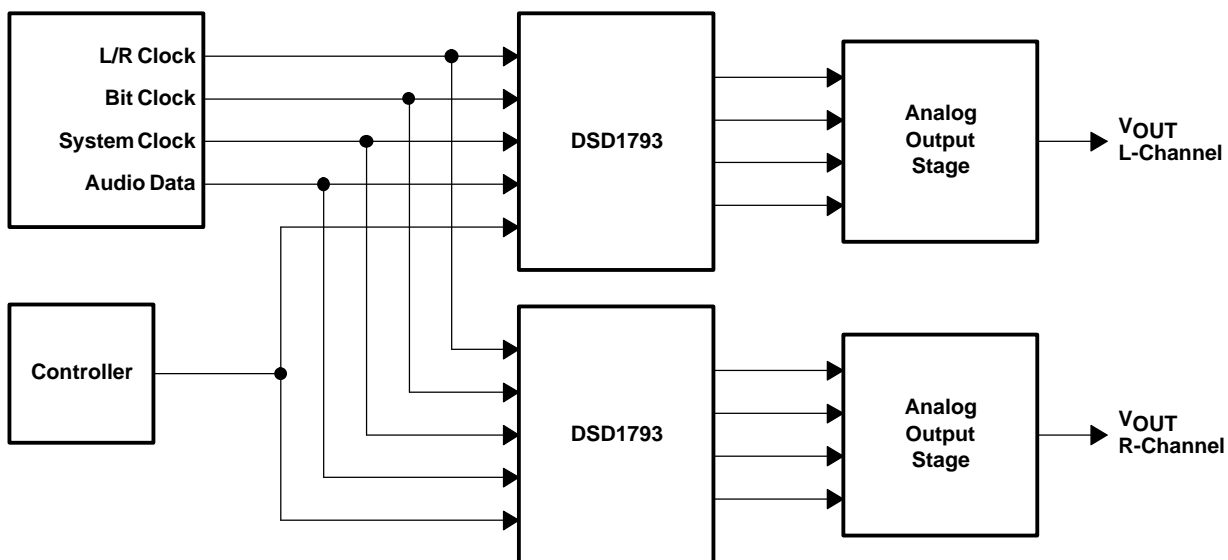 L/R Clock
Bit Clock
System Clock
Audio Data
DSD1793
Analog
Output
Stage
VOUT
L-Channel
Controller
DSD1793
Analog
Output
Stage
VOUT
R-Channel